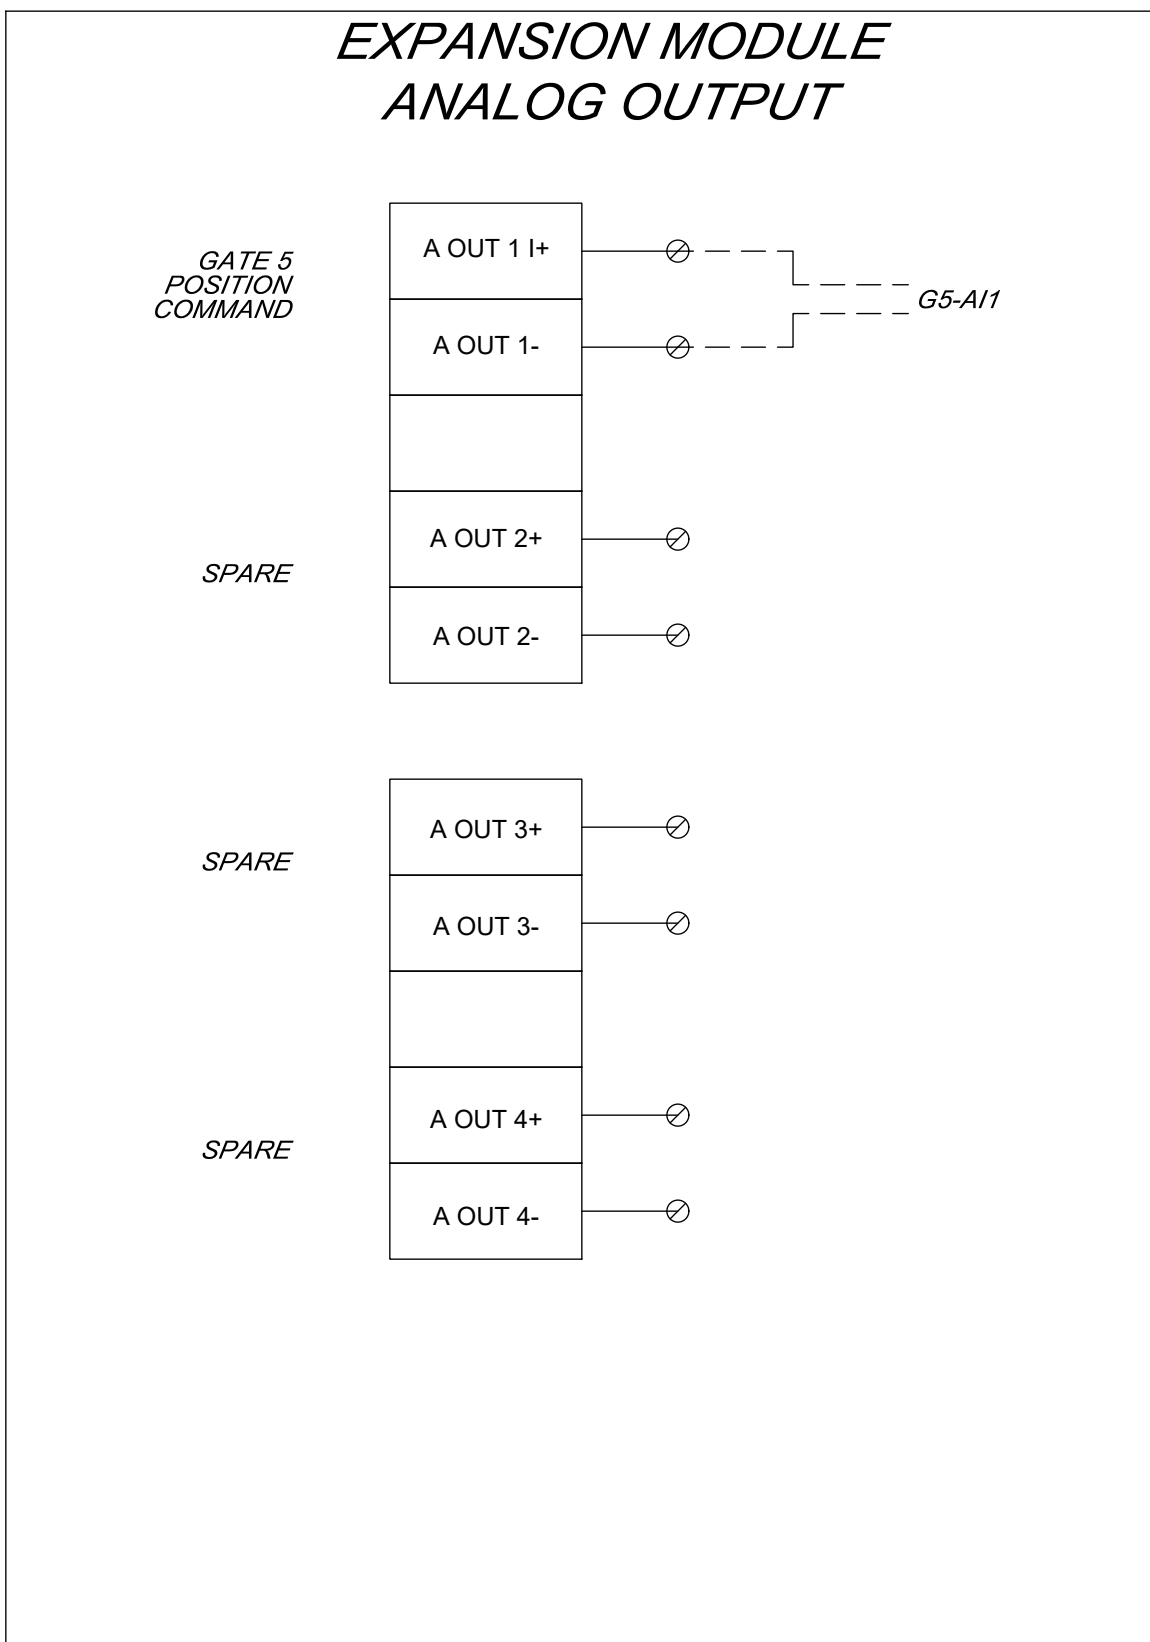 EXPANSION MODULE
ANALOG OUTPUT
GATE 5
POSITION
COMMAND
A OUT 1 I+
A OUT 1-
G5-AI1
SPARE
A OUT 2+
A OUT 2-
SPARE
A OUT 3+
A OUT 3-
SPARE
A OUT 4+
A OUT 4-